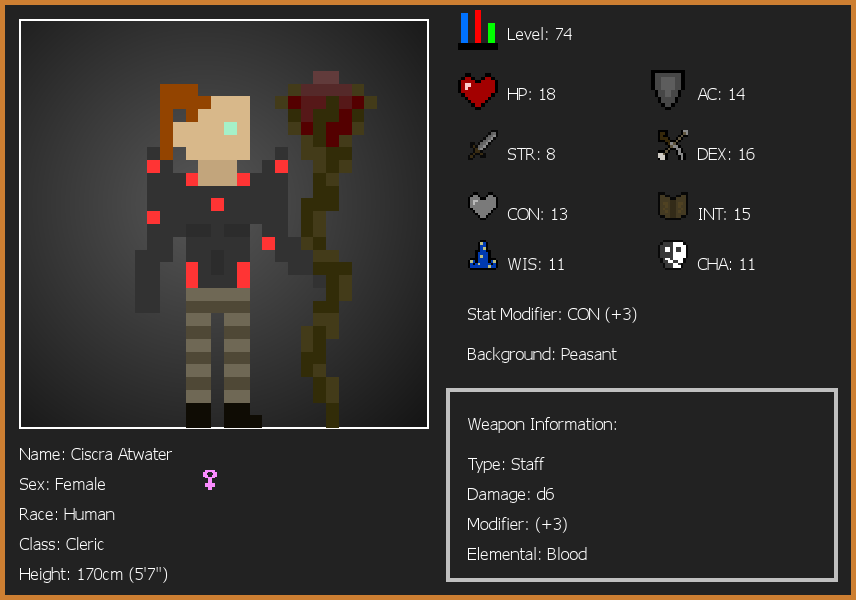 Level: 74
HP: 18
AC: 14
STR: 8
DEX: 16
CON: 13
INT: 15
WIS: 11
CHA: 11
Stat Modifier: CON (+3)
Background: Peasant
Weapon Information:
Type: Staff
Damage: d6
Modifier: (+3)
Elemental: Blood
Name: Ciscra Atwater
Sex: Female
Race: Human
Class: Cleric
Height: 170cm (5'7")